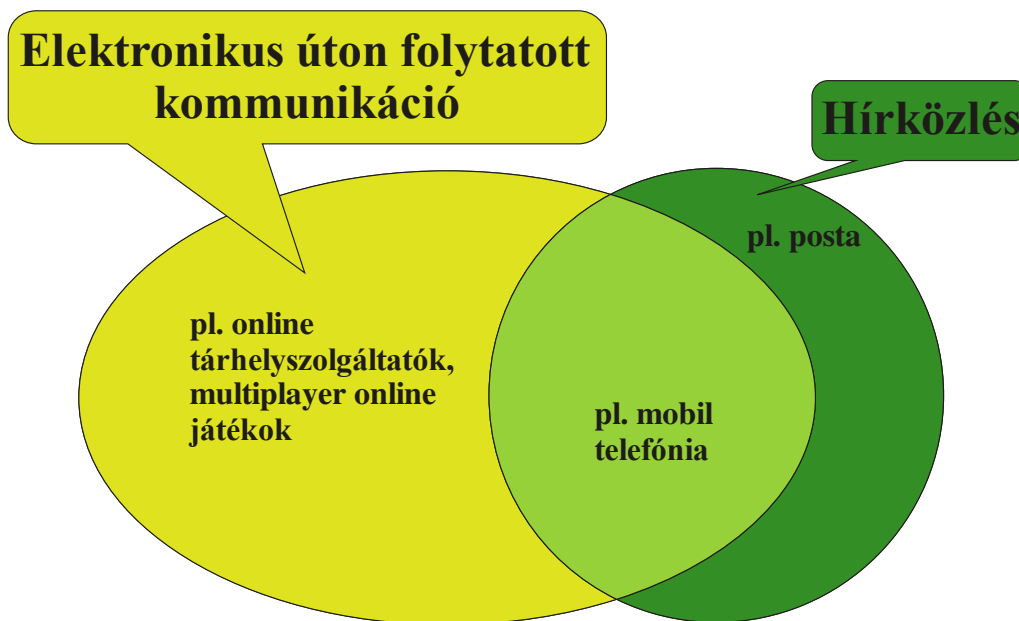 Elektronikus úton folytatott
kommunikáció
Hírközlés
pl. posta
pl. online
tárhelyszolgáltatók,
multiplayer online
játékok
pl. mobil
telefónia